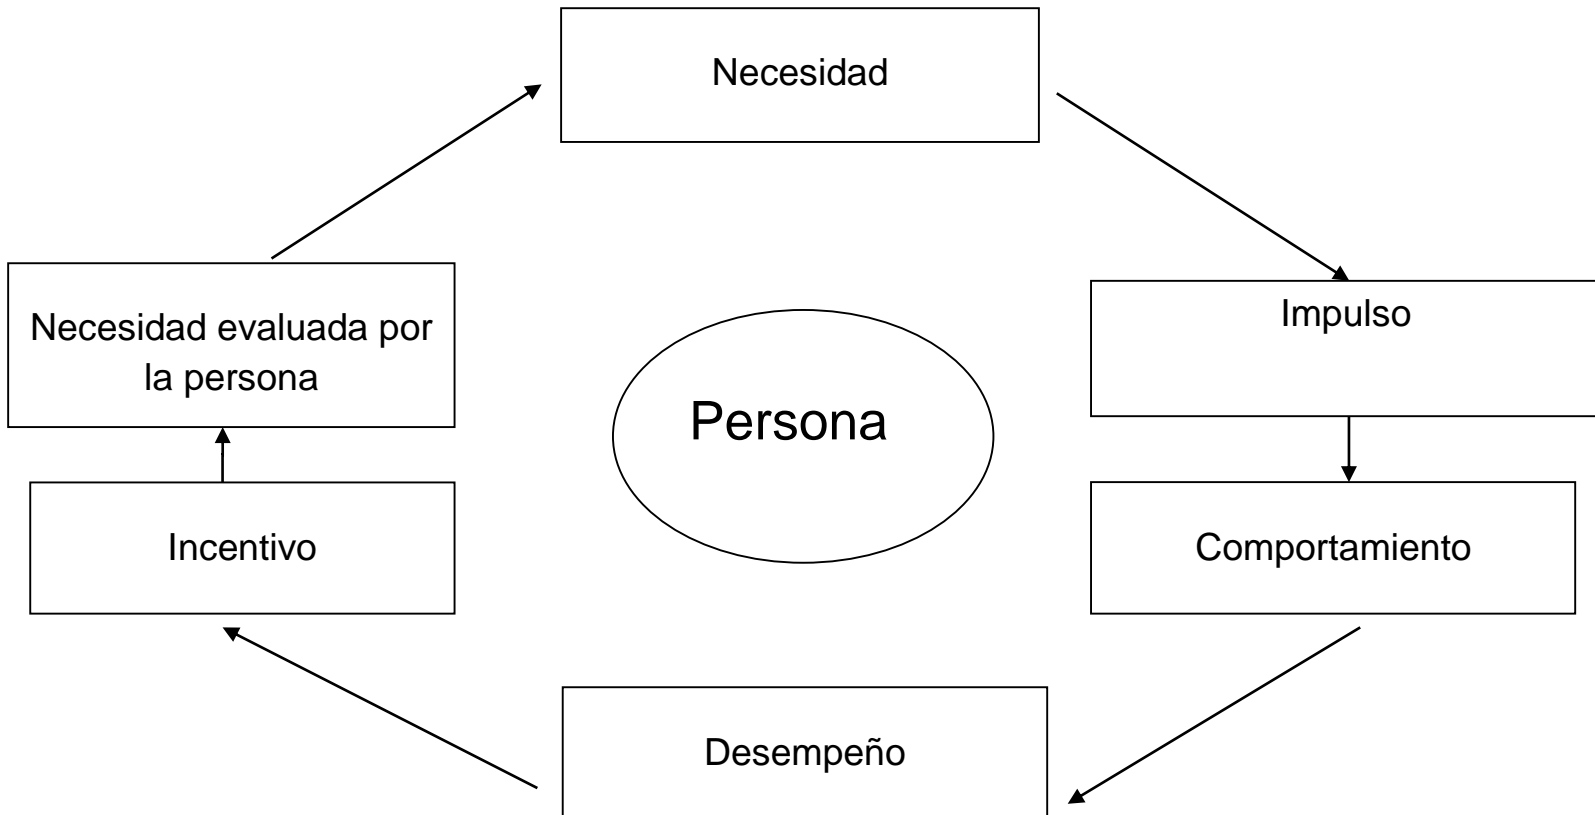 Necesidad
Impulso
Necesidad evaluada por
la persona
Persona
Incentivo
Comportamiento
Desempeño